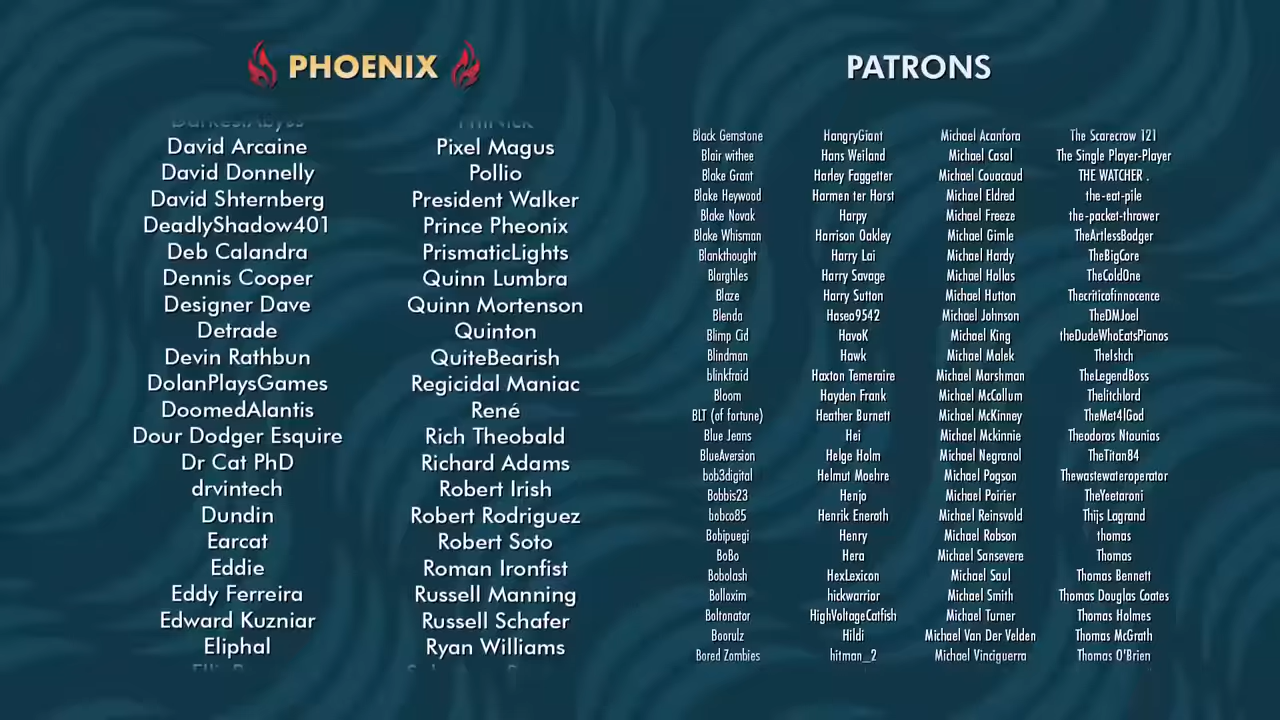 PHOENIX
PATRONS
DarkestAbyss
PhilNick
David Arcaine
Pixel Magus
David Donnelly
Pollio
David Shternberg
President Walker
DeadlyShadow401
Prince Pheonix
Deb Calandra
PrismaticLights
Dennis Cooper
Quinn Lumbra
Designer Dave
Quinn Mortenson
Detrade
Quinton
Devin Rathbun
QuiteBearish
DolanPlaysGames
Regicidal Maniac
DoomedAlantis
René
Dour Dodger Esquire
Rich Theobald
Dr Cat PhD
Richard Adams
drvintech
Robert Irish
Dundin
Robert Rodriguez
Earcat
Robert Soto
Eddie
Roman Ironfist
Eddy Ferreira
Russell Manning
Edward Kuzniar
Russell Schafer
Eliphal
Ryan Williams
Black Gemstone HangryGiant Michael Acanfora The Scarecrow 121
Blair withee Hans Weiland Michael Casal The Single Player-Player
Blake Grant Harley Faggetter Michael Couacaud THE WATCHER .
Blake Heywood Harmen ter Horst Michael Eldred the-eat-pile
Blake Novak Harpy Michael Freeze the-packet-thrower
Blake Whisman Harrison Oakley Michael Gimle TheArtlessBodger
Blankthought Harry Lai Michael Hardy TheBigCore
Blarghles Harry Savage Michael Hollas TheColdOne
Blaze Harry Sutton Michael Hutton Thecriticofinnocence
Blenda Haseo9542 Michael Johnson TheDMJoel
Blimp Cid HavoK Michael King theDudeWhoEatsPianos
Blindman Hawk Michael Malek TheIshch
blinkfraid Haxton Temeraire Michael Marshman TheLegendBoss
Bloom Hayden Frank Michael McCollum Thelitchlord
BLT (of fortune) Heather Burnett Michael McKinney TheMet4lGod
Blue Jeans Hei Michael Mckinnie Theodoros Ntounias
BlueAversion Helge Holm Michael Negranol TheTitan84
bob3digital Helmut Moehre Michael Pogson Thewastewateroperator
Bobbis23 Henjo Michael Poirier TheYeetaroni
bobco85 Henrik Eneroth Michael Reinsvold Thijs Lagrand
Bobipuegi Henry Michael Robson thomas
BoBo Hera Michael Sansevere Thomas
Bobolash HexLexicon Michael Saul Thomas Bennett
Bolloxim hickwarrior Michael Smith Thomas Douglas Coates
Boltonator HighVoltageCatfish Michael Turner Thomas Holmes
Boorulz Hildi Michael Van Der Velden Thomas McGrath
Bored Zombies hitman_2 Michael Vinciguerra Thomas O'Brien